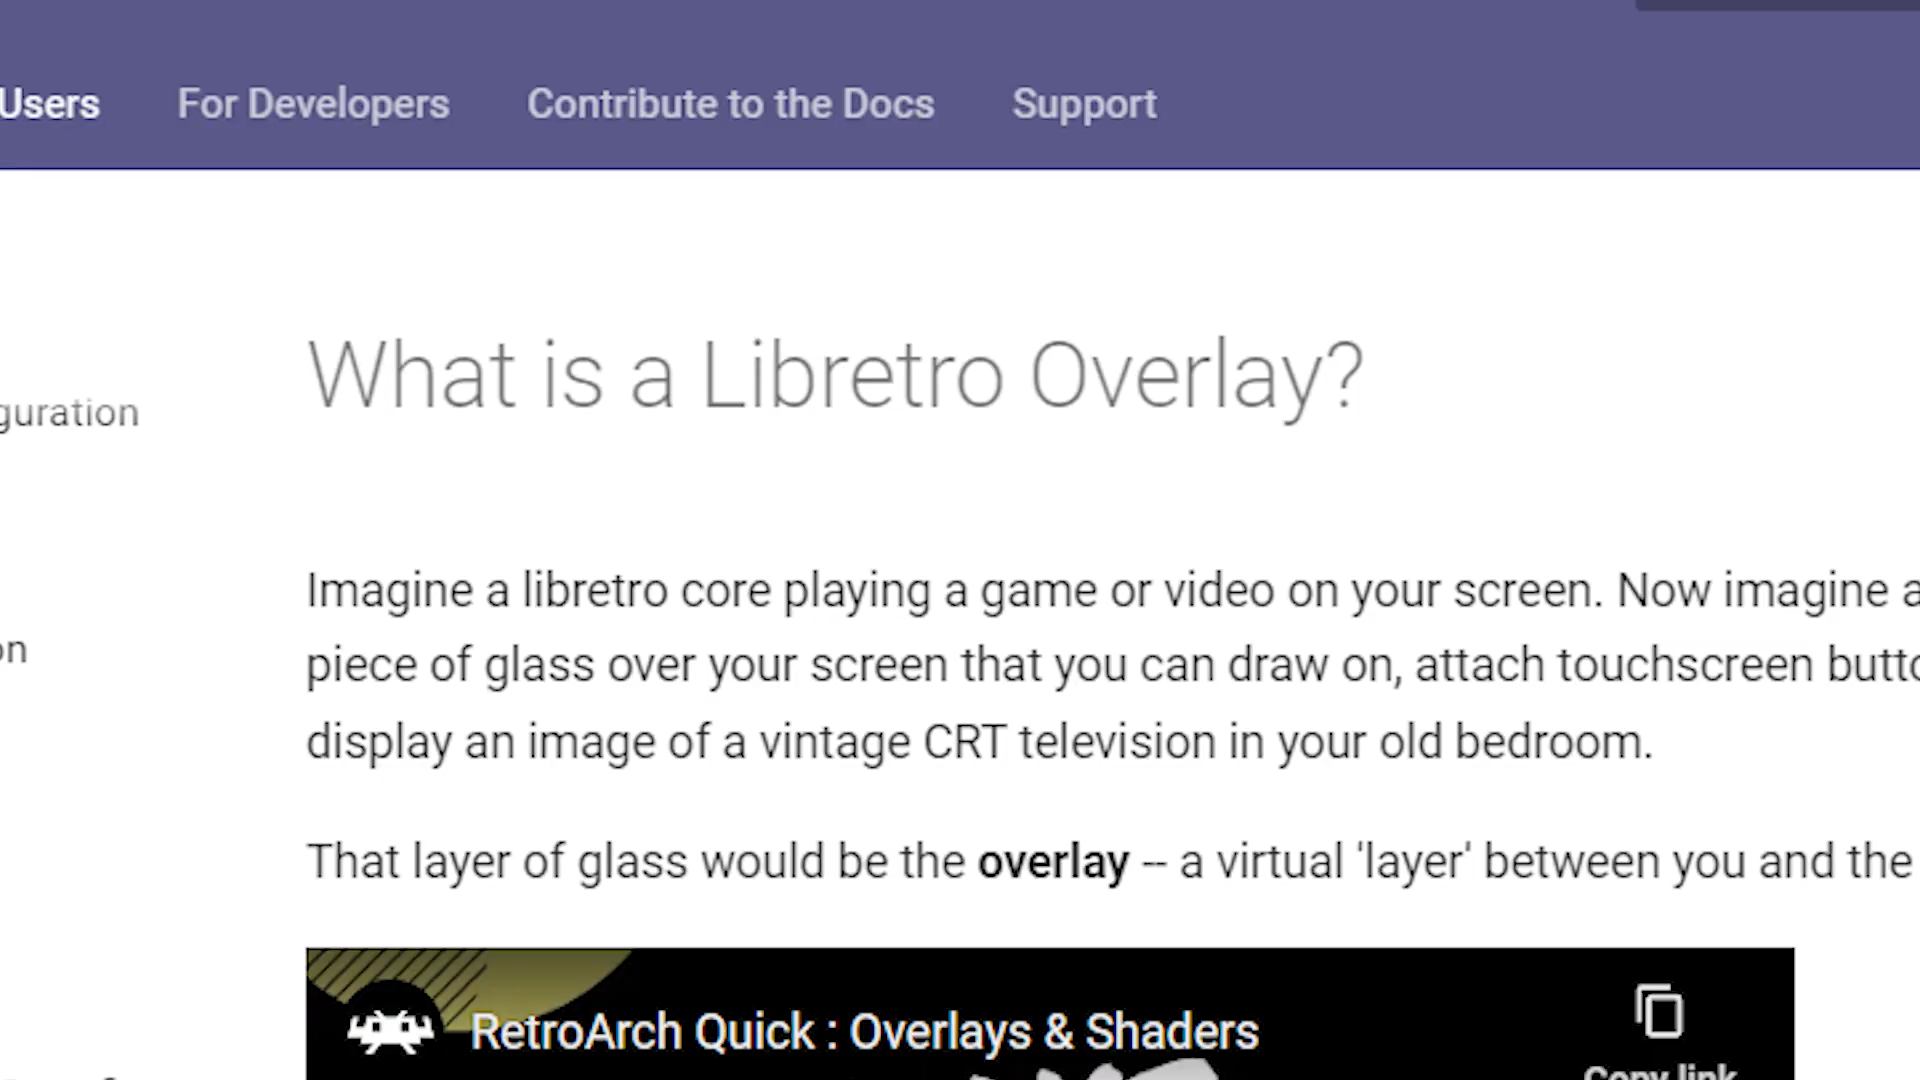 Users For Developers Contribute to the Docs Support
What is a Libretro Overlay?
guration
Imagine a libretro core playing a game or video on your screen. Now imagine a
piece of glass over your screen that you can draw on, attach touchscreen butto
on
display an image of a vintage CRT television in your old bedroom.
That layer of glass would be the overlay -- a virtual 'layer' between you and the
RetroArch Quick : Overlays & Shaders
Copy link